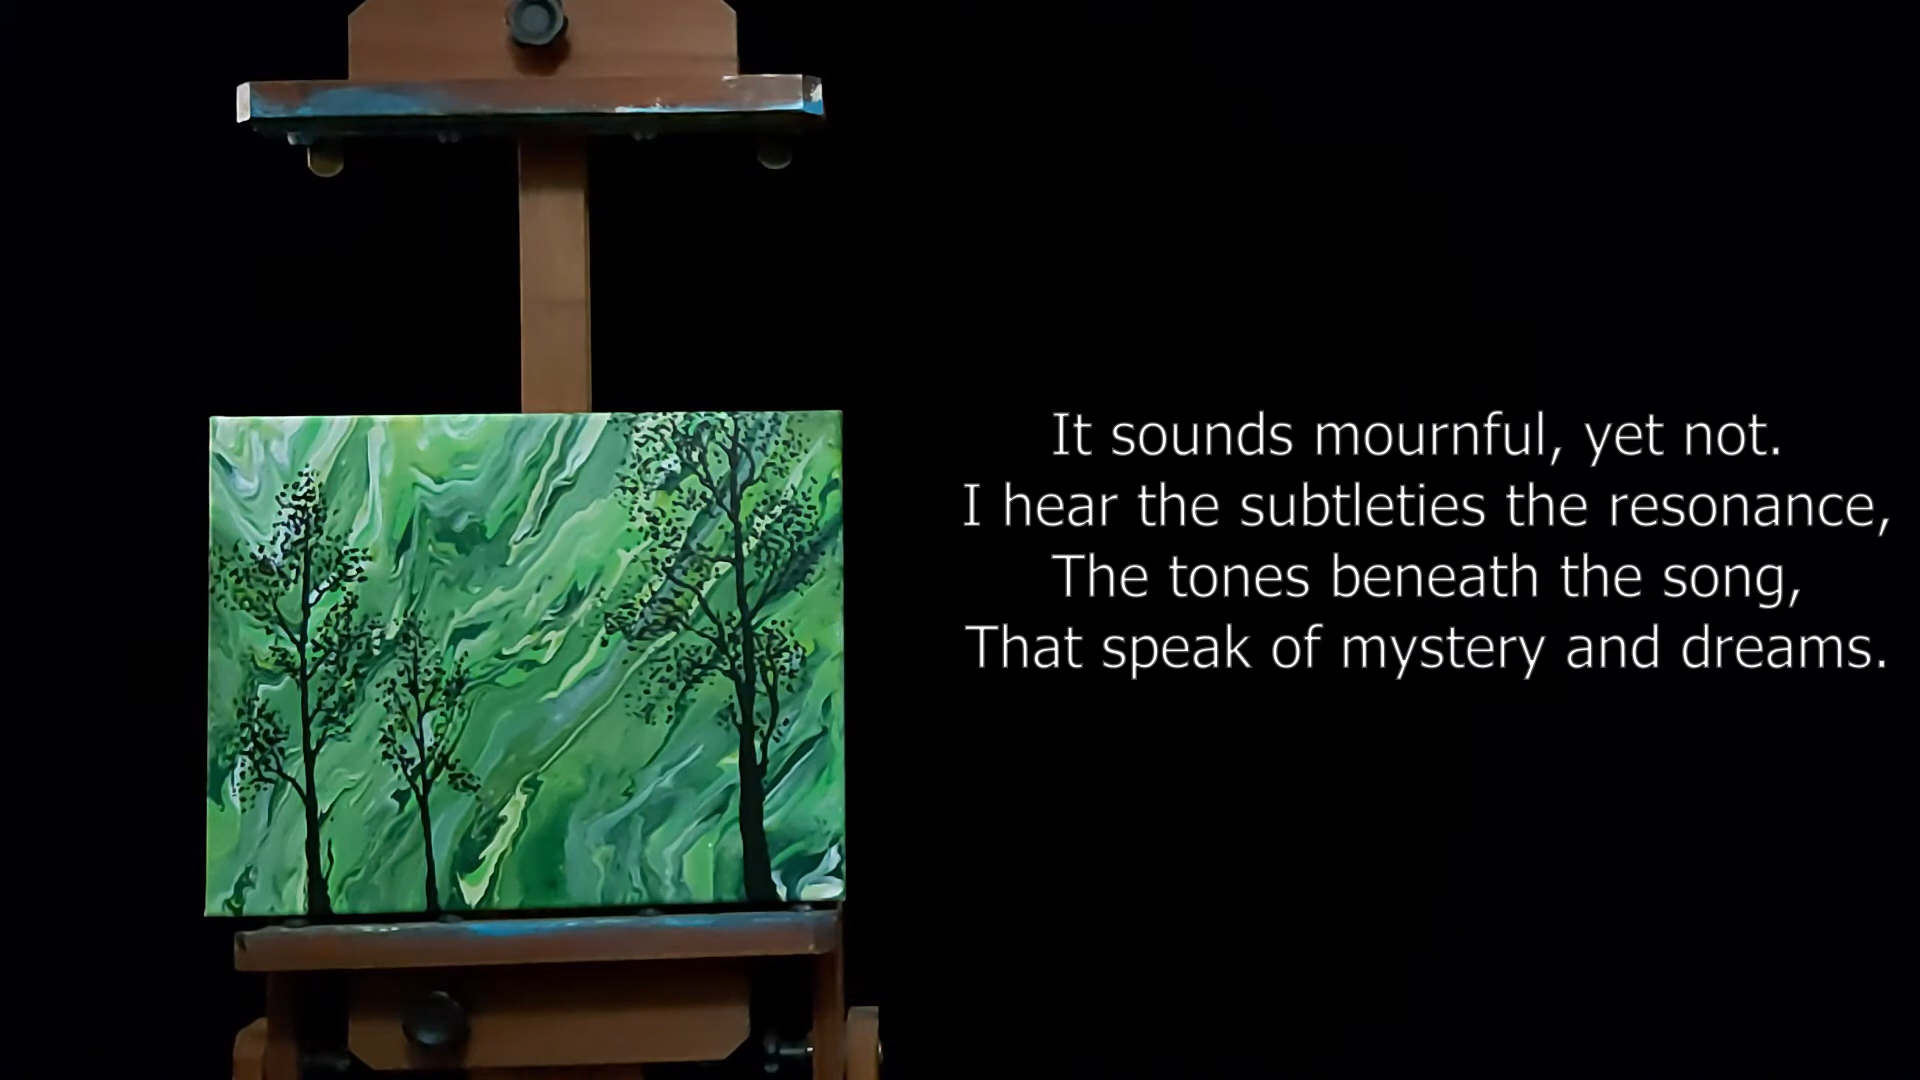 It sounds mournful, yet not.
I hear the subtleties the resonance,
The tones beneath the song,
That speak of mystery and dreams.